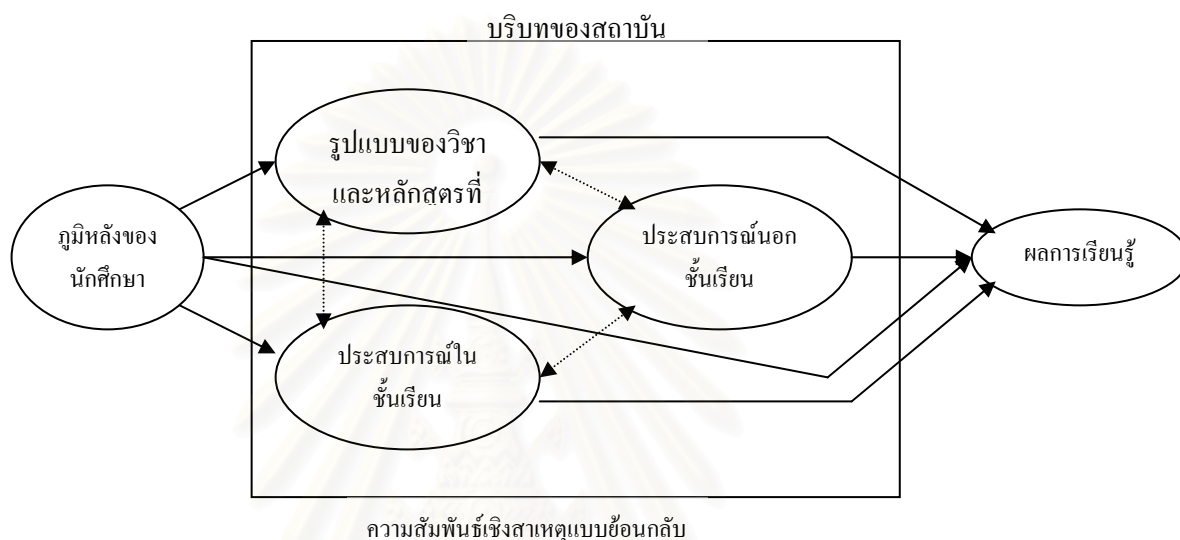 บริบทของสถาบัน
รูปแบบของวิชา
และหลักสูตรที่
ภูมิหลังของ
นักศึกษา
ประสบการณ์นอก
ชั้นเรียน
ผลการเรียนรู้
ประสบการณ์ใน
ชั้นเรียน
ความสัมพันธ์เชิงสาเหตุแบบย้อนกลับ